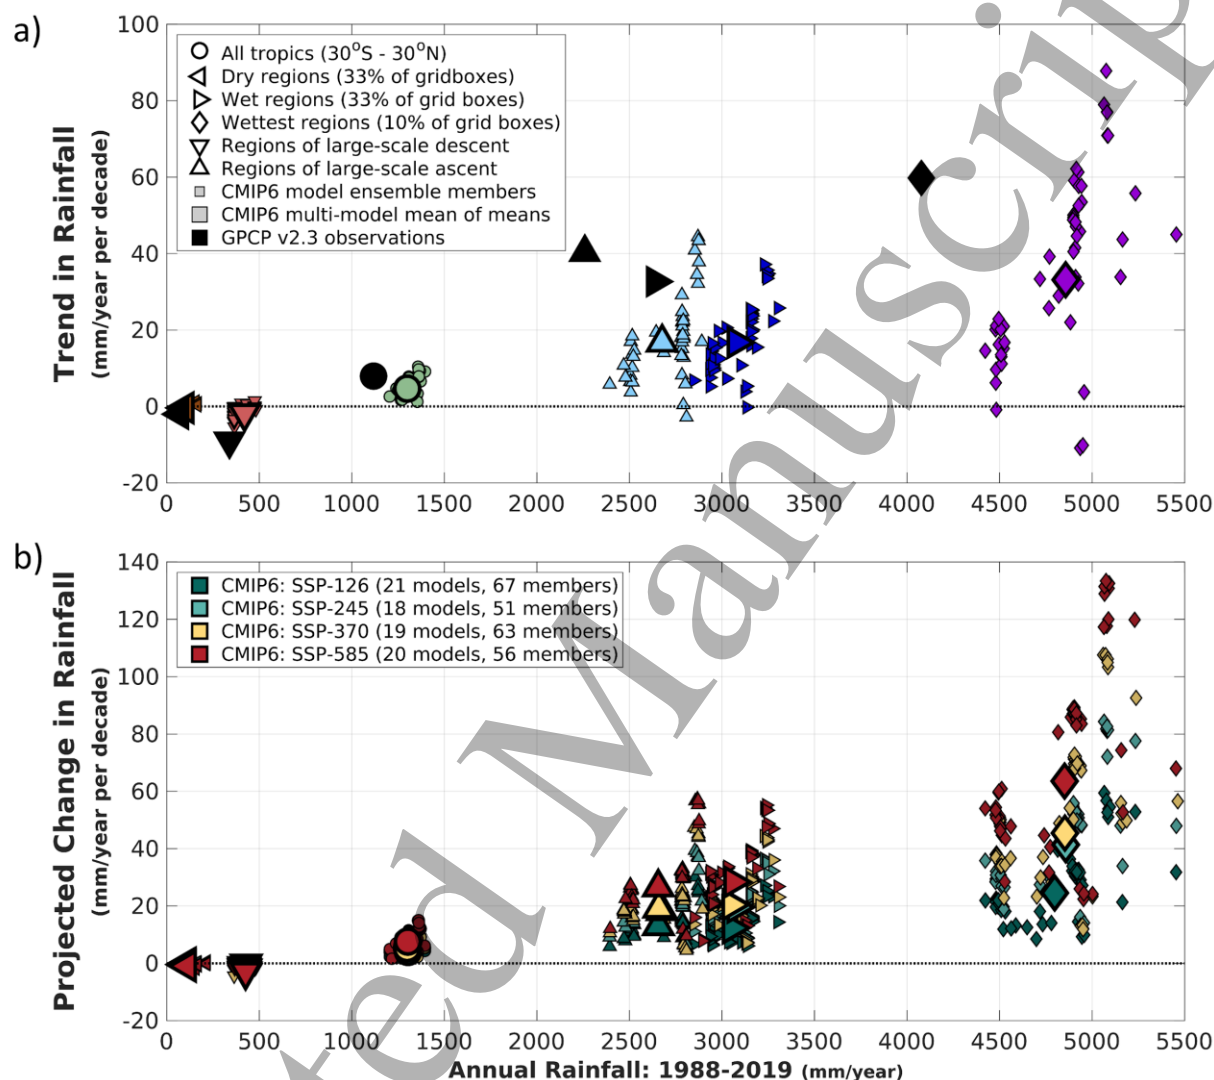 a)
100
80
60
40
20
0
-20
Trend in Rainfall
(mm/year per decade)
All tropics (30°S - 30°N)
Dry regions (33% of gridboxes)
Wet regions (33% of grid boxes)
Wettest regions (10% of grid boxes)
Regions of large-scale descent
Regions of large-scale ascent
CMIP6 model ensemble members
CMIP6 multi-model mean of means
GPCP v2.3 observations
0 500 1000 1500 2000 2500 3000 3500 4000 4500 5000 5500
b)
140
120
100
80
60
40
20
0
-20
Projected Change in Rainfall
(mm/year per decade)
CMIP6: SSP-126 (21 models, 67 members)
CMIP6: SSP-245 (18 models, 51 members)
CMIP6: SSP-370 (19 models, 63 members)
CMIP6: SSP-585 (20 models, 56 members)
0 500 1000 1500 2000 2500 3000 3500 4000 4500 5000 5500
Annual Rainfall: 1988-2019 (mm/year)
ted Manuscrip